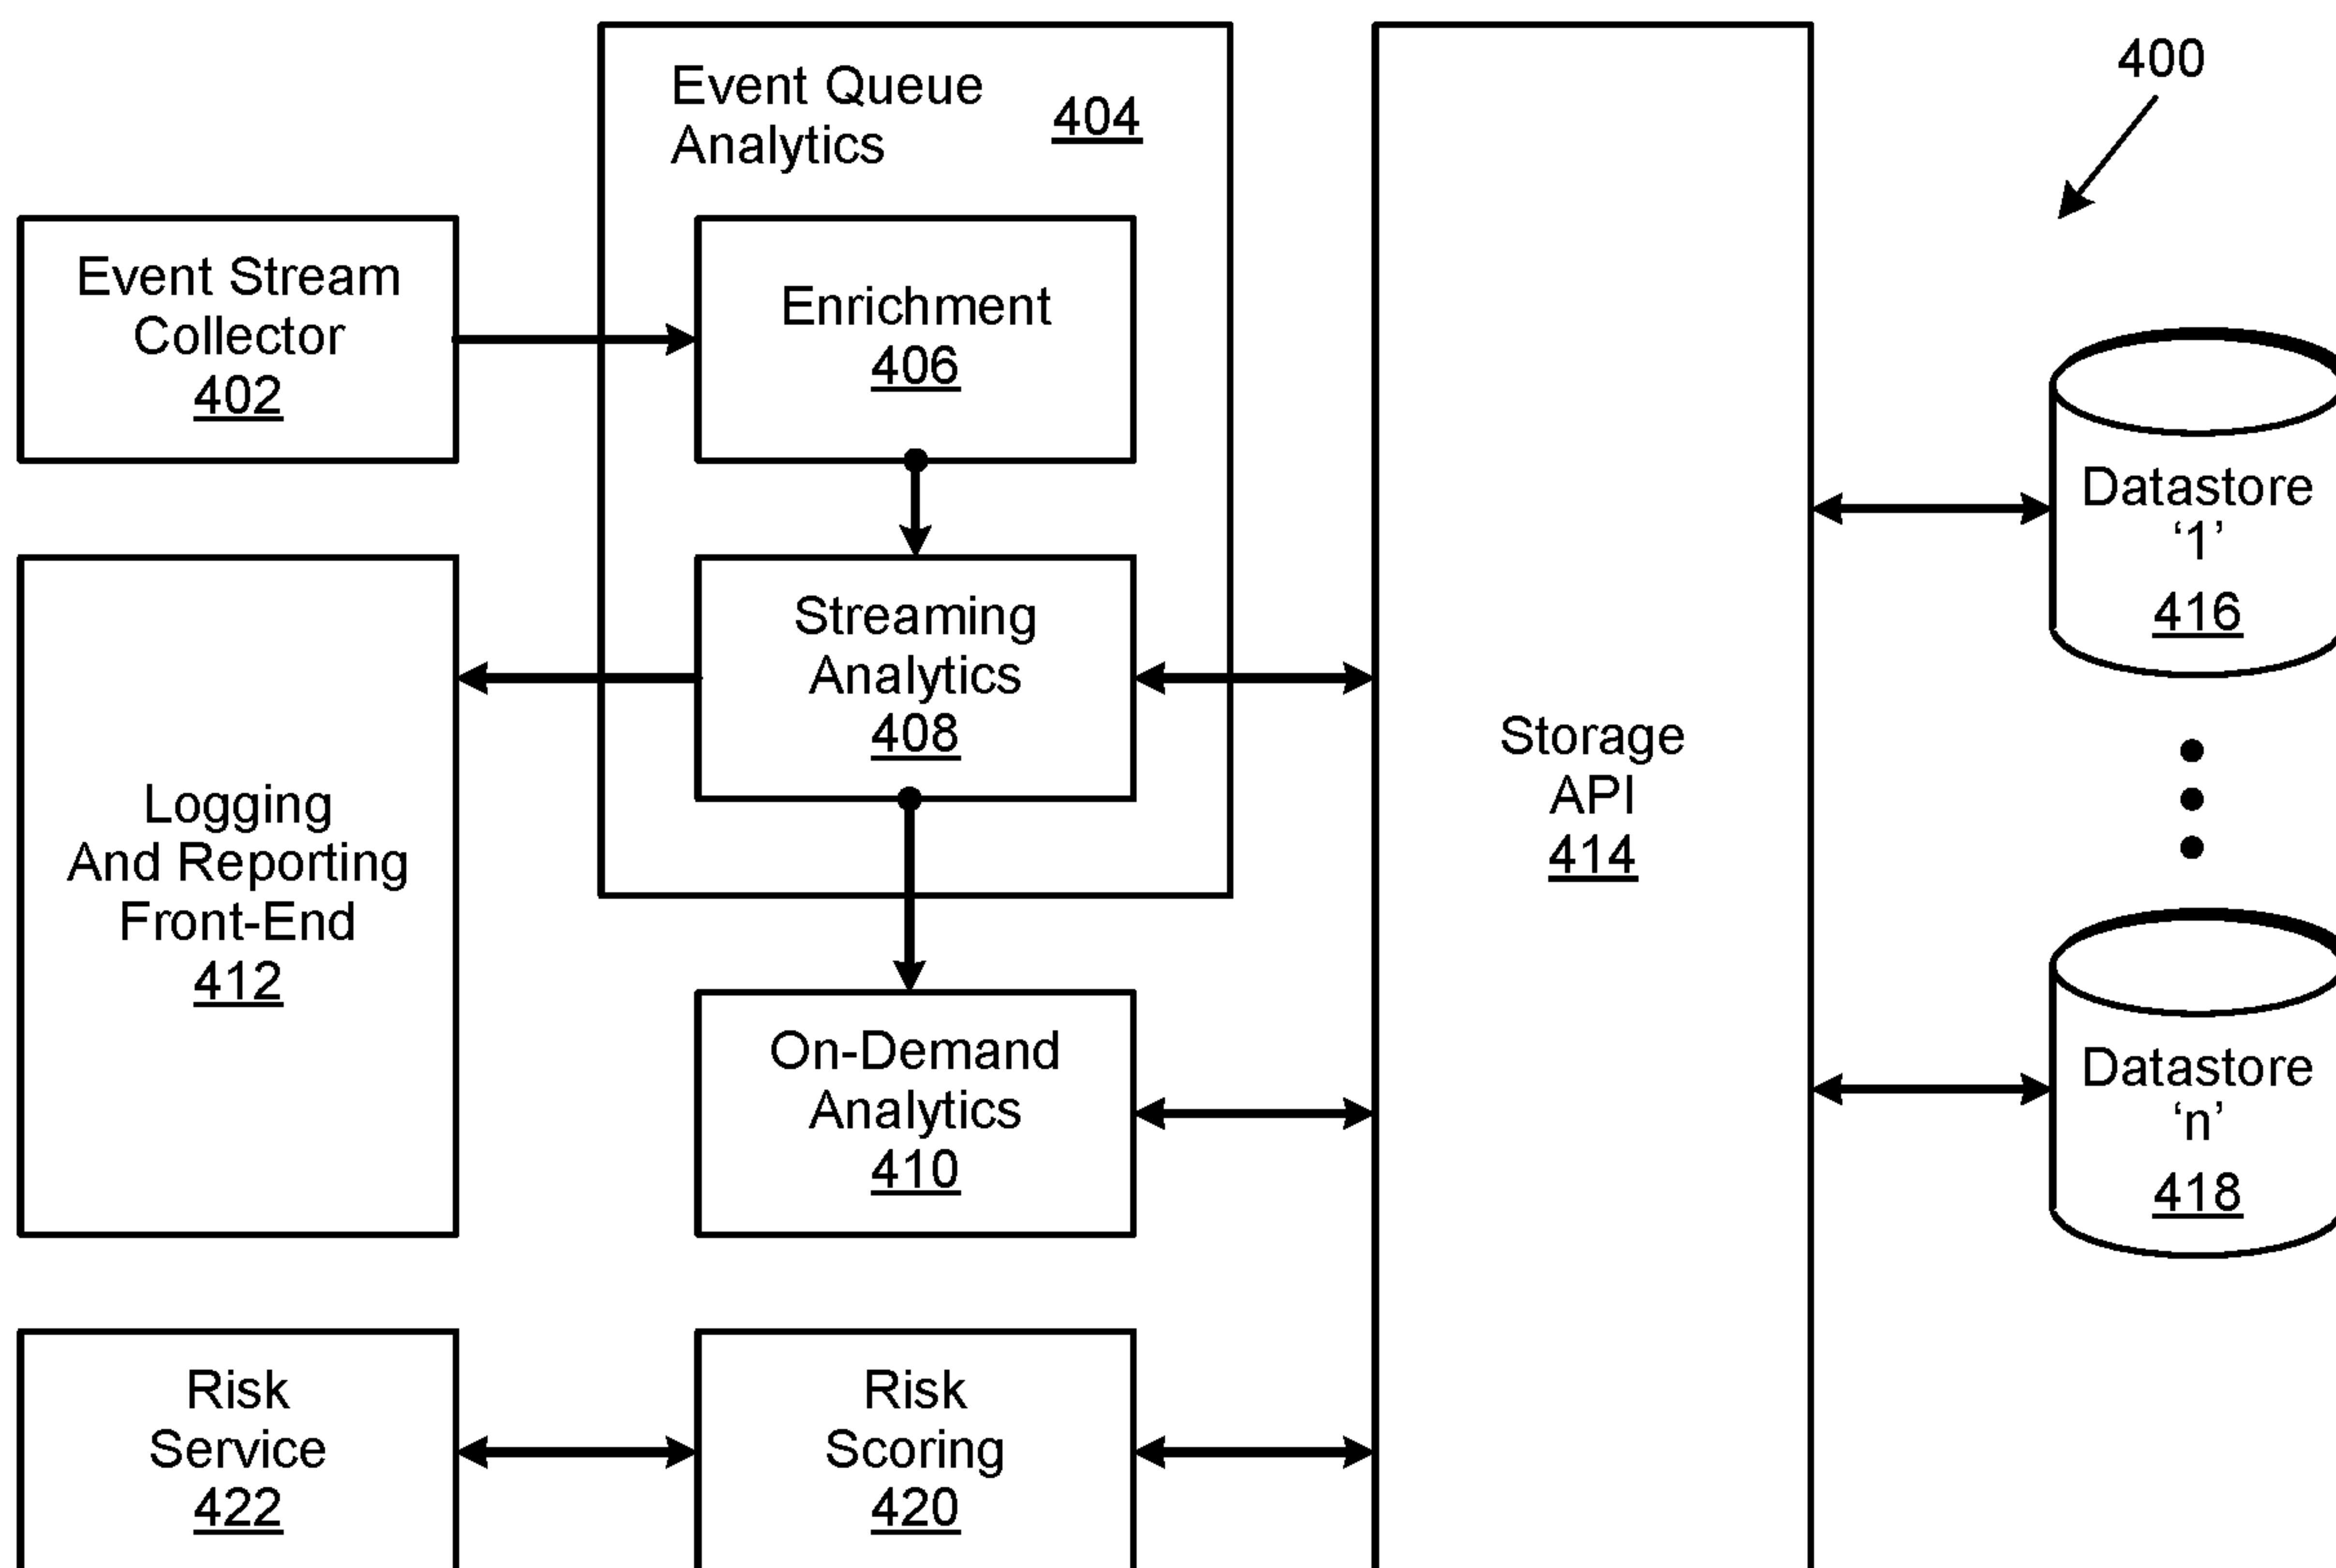 Event Queue
Analytics
404
400
Event Stream
Collector
402
Enrichment
406
Streaming
Analytics
408
Logging
And Reporting
Front-End
412
On-Demand
Analytics
410
Storage
API
414
Datastore
‘1’
416
Datastore
‘n’
418
Risk
Service
422
Risk
Scoring
420